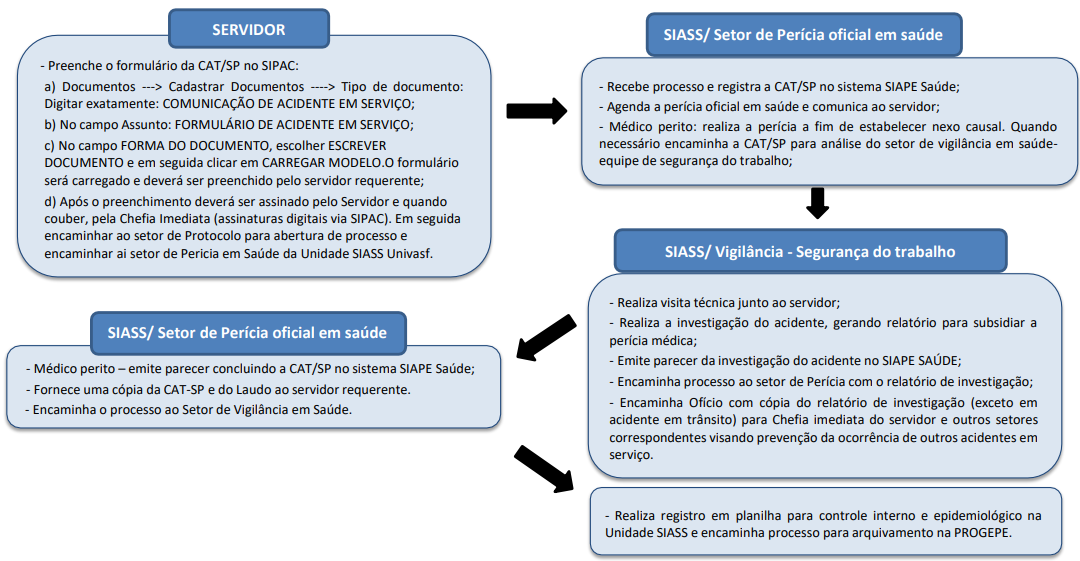 SERVIDOR
- Preenche o formulário da CAT/SP no SIPAC:
a) Documentos ---> Cadastrar Documentos ----> Tipo de documento:
Digitar exatamente: COMUNICAÇÃO DE ACIDENTE EM SERVIÇO;
b) No campo Assunto: FORMULÁRIO DE ACIDENTE EM SERVIÇO;
c) No campo FORMA DO DOCUMENTO, escolher ESCREVER
DOCUMENTO e em seguida clicar em CARREGAR MODELO.O formulário
será carregado e deverá ser preenchido pelo servidor requerente;
d) Após o preenchimento deverá ser assinado pelo Servidor e quando
couber, pela Chefia Imediata (assinaturas digitais via SIPAC). Em seguida
encaminhar ao setor de Protocolo para abertura de processo e
encaminhar ai setor de Pericia em Saúde da Unidade SIASS Univasf.
SIASS/ Setor de Perícia oficial em saúde
- Recebe processo e registra a CAT/SP no sistema SIAPE Saúde;
- Agenda a perícia oficial em saúde e comunica ao servidor;
- Médico perito: realiza a perícia a fim de estabelecer nexo causal. Quando
necessário encaminha a CAT/SP para análise do setor de vigilância em saúde-
equipe de segurança do trabalho;
SIASS/ Vigilância - Segurança do trabalho
- Realiza visita técnica junto ao servidor;
- Realiza a investigação do acidente, gerando relatório para subsidiar a
perícia médica;
- Emite parecer da investigação do acidente no SIAPE SAÚDE;
- Encaminha processo ao setor de Perícia com o relatório de investigação;
- Encaminha Ofício com cópia do relatório de investigação (exceto em
acidente em trânsito) para Chefia imediata do servidor e outros setores
correspondentes visando prevenção da ocorrência de outros acidentes em
serviço.
SIASS/ Setor de Perícia oficial em saúde
- Médico perito – emite parecer concluindo a CAT/SP no sistema SIAPE Saúde;
- Fornece uma cópia da CAT-SP e do Laudo ao servidor requerente.
- Encaminha o processo ao Setor de Vigilância em Saúde.
- Realiza registro em planilha para controle interno e epidemiológico na
Unidade SIASS e encaminha processo para arquivamento na PROGEPE.